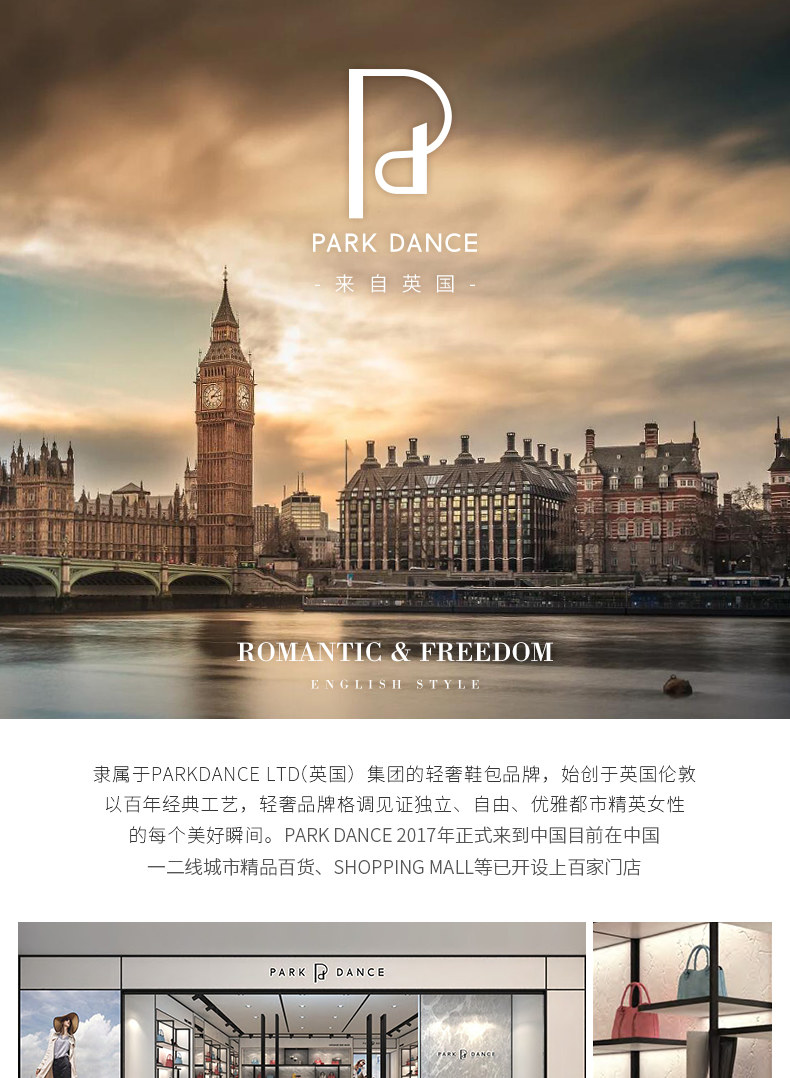 PARK DANCE
- 来自英国 -
ROMANTIC & FREEDOM
ENGLISH STYLE
隶属于PARKDANCE LTD(英国）集团的轻奢鞋包品牌，始创于英国伦敦
以百年经典工艺，轻奢品牌格调见证独立、自由、优雅都市精英女性
的每个美好瞬间。PARK DANCE 2017年正式来到中国目前在中国
一二线城市精品百货、SHOPPING MALL等已开设上百家门店
PARK Pd DANCE
PARK Pd DANCE